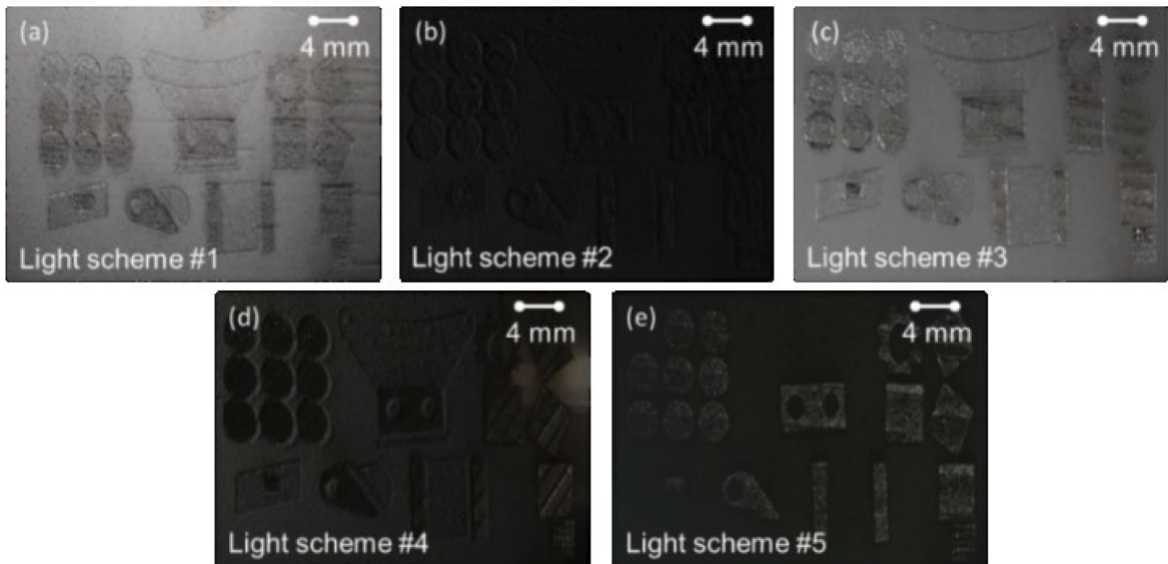 (a)
4 mm
Light scheme #1
(b)
4 mm
Light scheme #2
(c)
4 mm
Light scheme #3
(d)
4 mm
Light scheme #4
(e)
4 mm
Light scheme #5